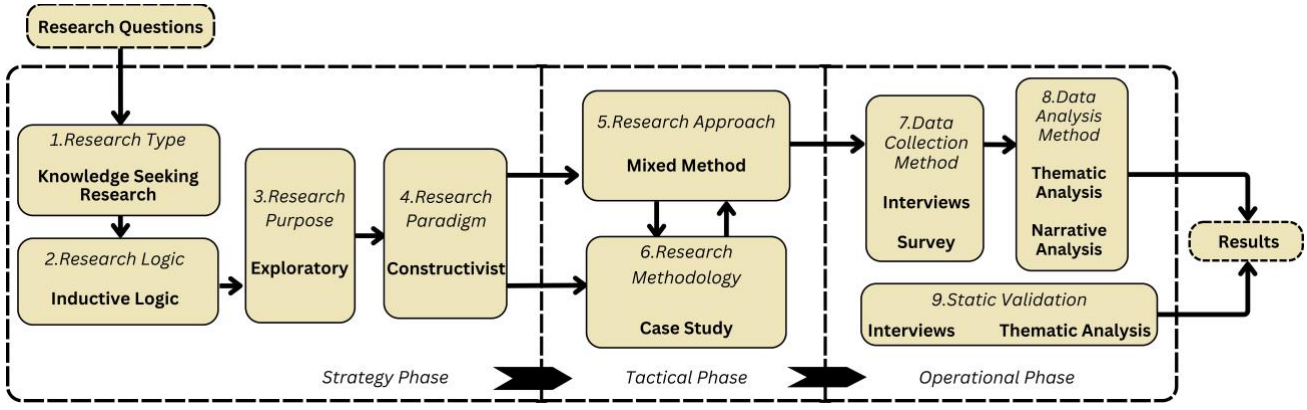 Research Questions
1.Research Type
Knowledge Seeking
Research
2.Research Logic
Inductive Logic
3.Research
Purpose
Exploratory
4.Research
Paradigm
Constructivist
5.Research Approach
Mixed Method
6.Research
Methodology
Case Study
7.Data
Collection
Method
Interviews
Survey
8.Data
Analysis
Method
Thematic
Analysis
Narrative
Analysis
9.Static Validation
Interviews Thematic Analysis
Results
Strategy Phase
Tactical Phase
Operational Phase